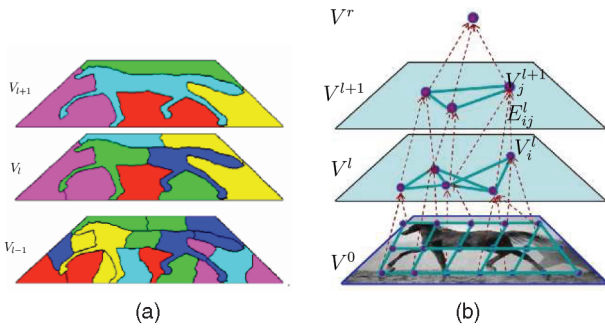 V_{l+1}
V_l
V_{l-1}
(a)
V^r
V^{l+1}
V_j^{l+1}
E_{ij}^l
V_i^l
V^l
V^0
(b)